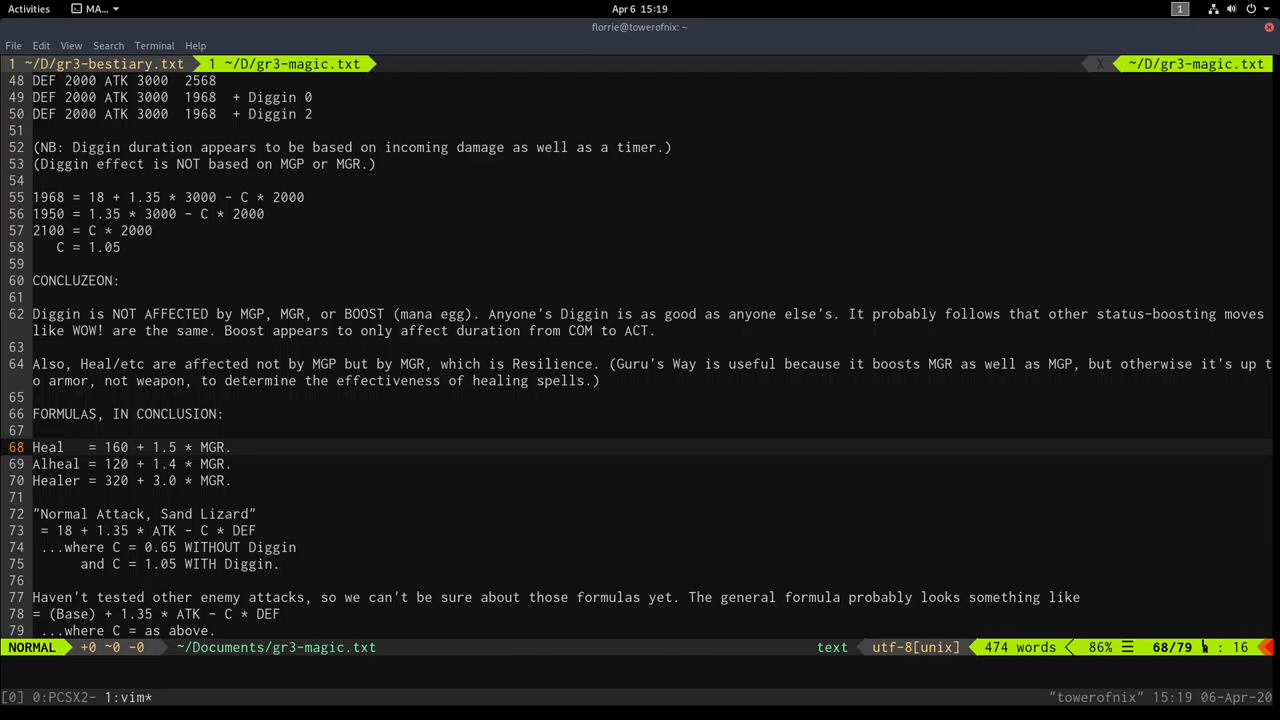 Activities MA... Apr 6 15:19 1
florrie@towerofnix: ~
File Edit View Search Terminal Help
1 ~/D/gr3-bestiary.txt 1 ~/D/gr3-magic.txt X ~/D/gr3-magic.txt
48 DEF 2000 ATK 3000  2568
49 DEF 2000 ATK 3000  1968  + Diggin 0
50 DEF 2000 ATK 3000  1968  + Diggin 2
51
52 (NB: Diggin duration appears to be based on incoming damage as well as a timer.)
53 (Diggin effect is NOT based on MGP or MGR.)
54
55 1968 = 18 + 1.35 * 3000 - C * 2000
56 1950 = 1.35 * 3000 - C * 2000
57 2100 = C * 2000
58    C = 1.05
59
60 CONCLUZEON:
61
62 Diggin is NOT AFFECTED by MGP, MGR, or BOOST (mana egg). Anyone's Diggin is as good as anyone else's. It probably follows that other status-boosting moves
like WOW! are the same. Boost appears to only affect duration from COM to ACT.
63
64 Also, Heal/etc are affected not by MGP but by MGR, which is Resilience. (Guru's Way is useful because it boosts MGR as well as MGP, but otherwise it's up t
o armor, not weapon, to determine the effectiveness of healing spells.)
65
66 FORMULAS, IN CONCLUSION:
67
68 Heal   = 160 + 1.5 * MGR.
69 Alheal = 120 + 1.4 * MGR.
70 Healer = 320 + 3.0 * MGR.
71
72 "Normal Attack, Sand Lizard"
73  = 18 + 1.35 * ATK - C * DEF
74  ...where C = 0.65 WITHOUT Diggin
75       and C = 1.05 WITH Diggin.
76
77 Haven't tested other enemy attacks, so we can't be sure about those formulas yet. The general formula probably looks something like
78 = (Base) + 1.35 * ATK - C * DEF
79  ...where C = as above.
NORMAL +0 ~0 -0 ~/Documents/gr3-magic.txt text utf-8[unix] 474 words 86% ☰ 68/79 : 16
[0] 0:PCSX2- 1:vim* "towerofnix" 15:19 06-Apr-20